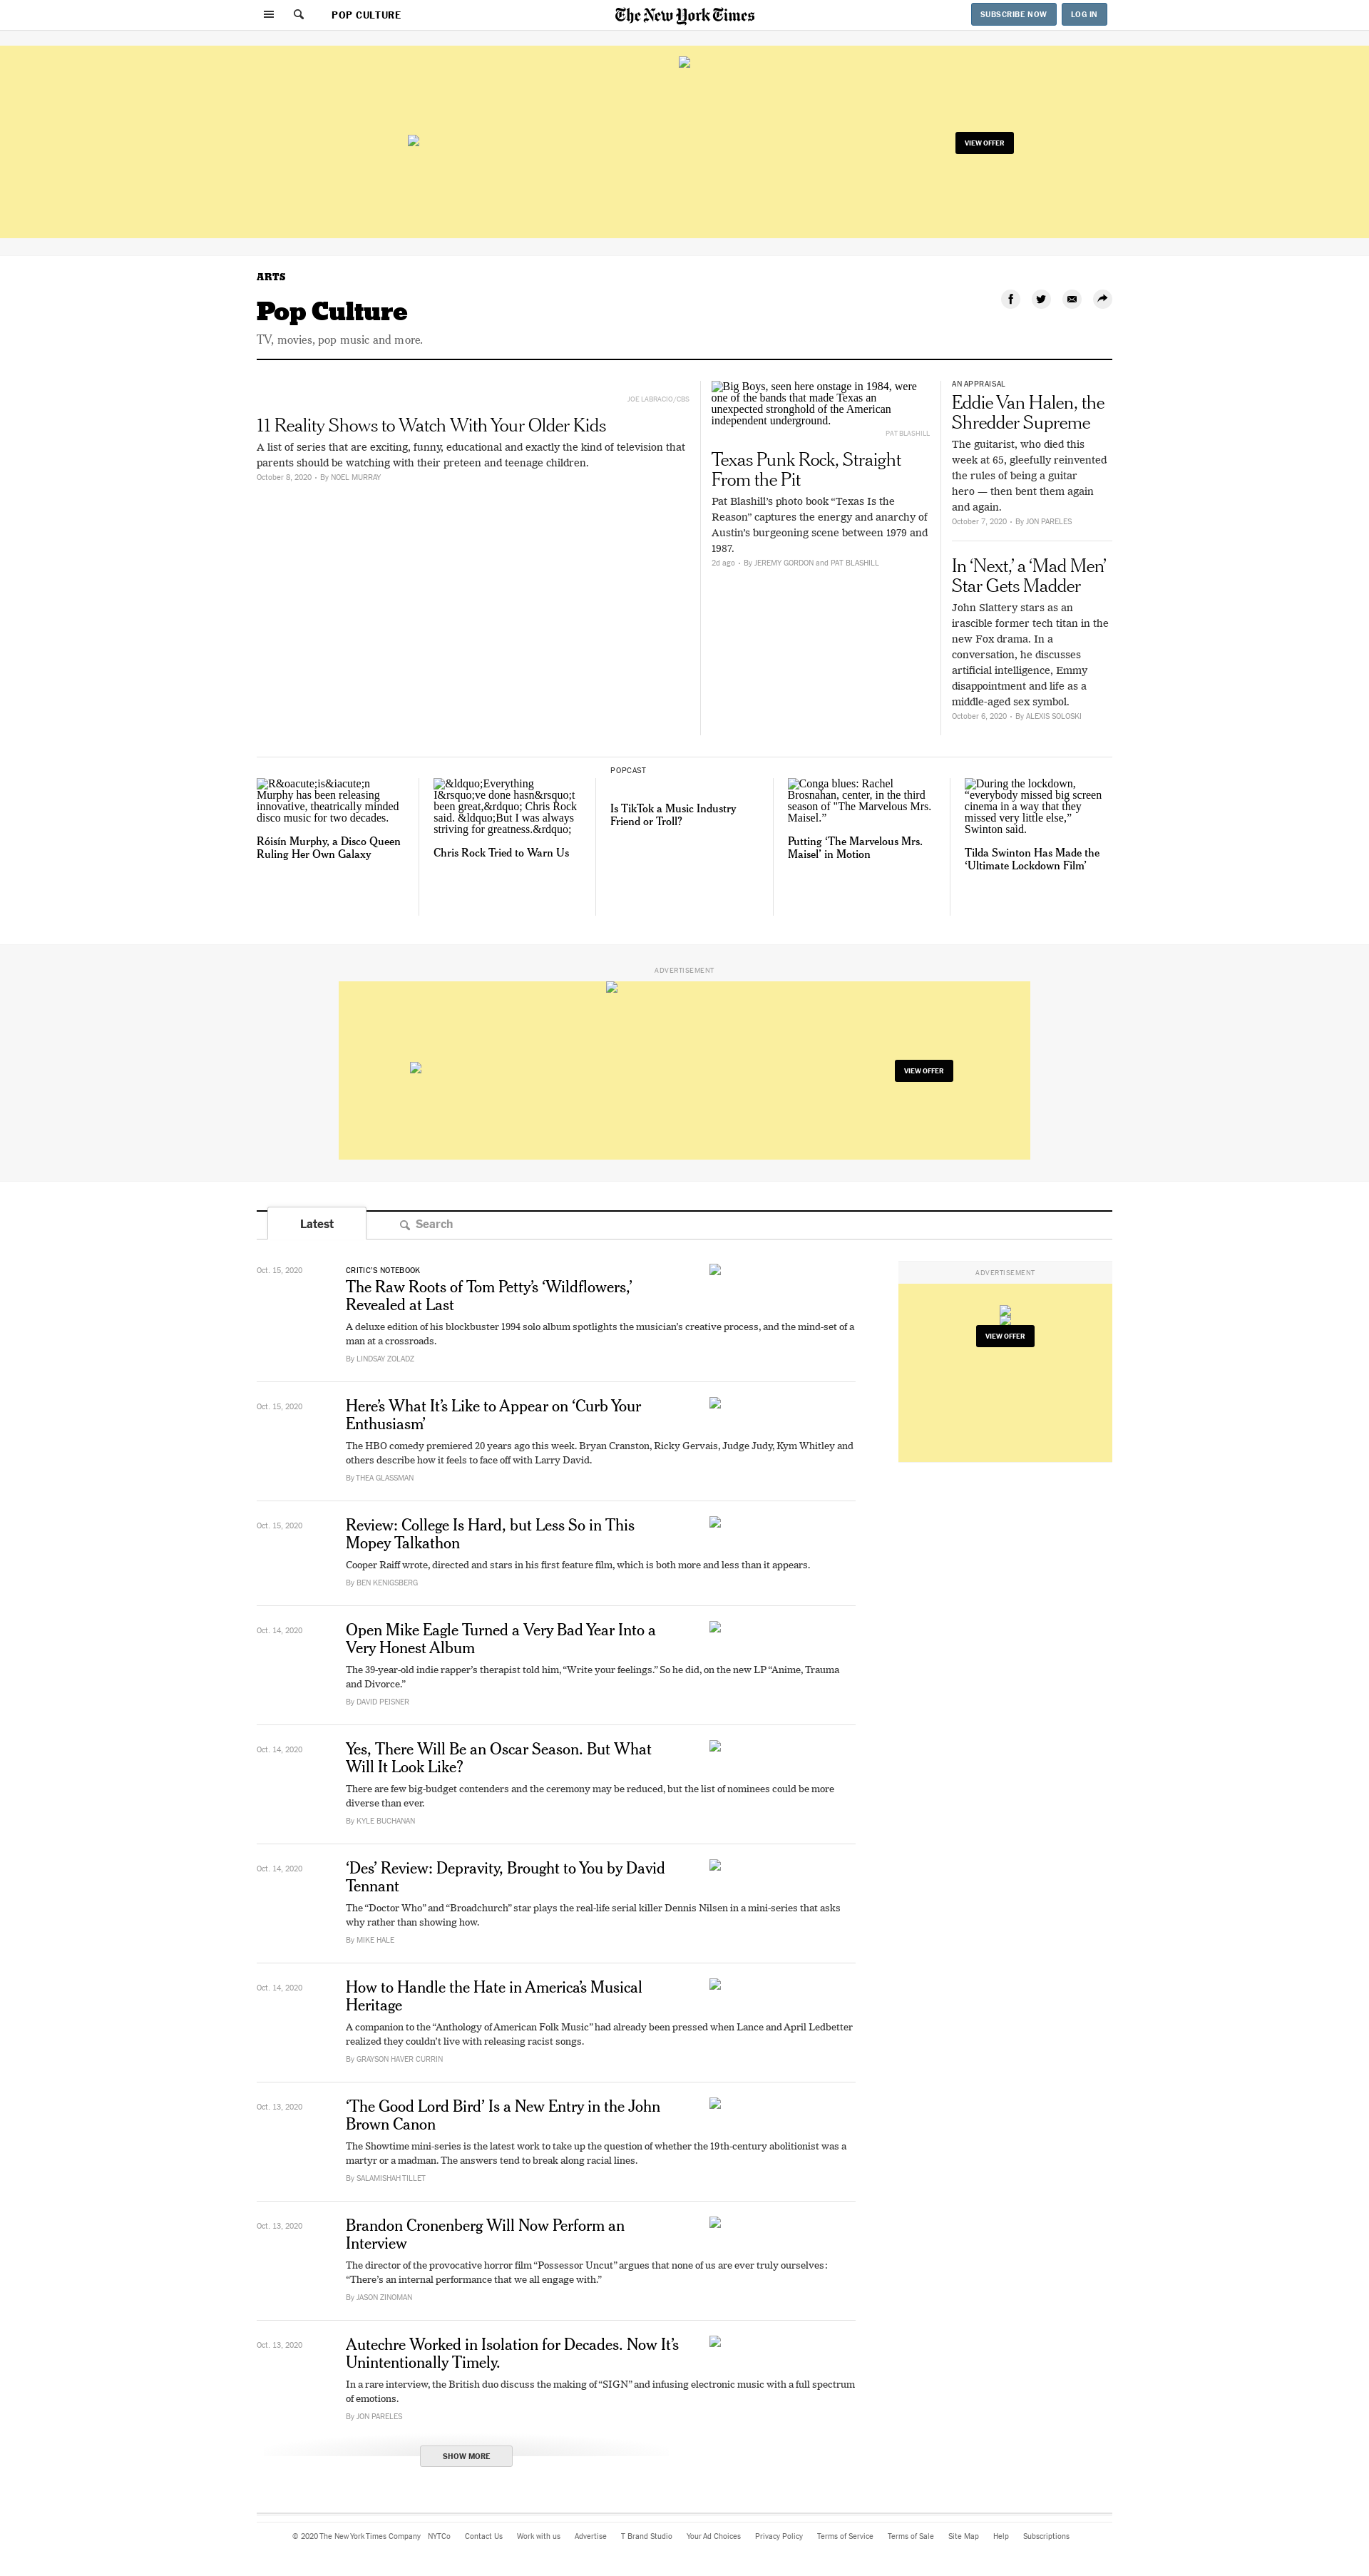 POP CULTURE
The New York Times
SUBSCRIBE NOW
LOG IN
VIEW OFFER
ARTS
Pop Culture
TV, movies, pop music and more.
JOE LABRACIO/CBS
11 Reality Shows to Watch With Your Older Kids
A list of series that are exciting, funny, educational and exactly the kind of television that
parents should be watching with their preteen and teenage children.
October 8, 2020 • By NOEL MURRAY
Big Boys, seen here onstage in 1984, were
one of the bands that made Texas an
unexpected stronghold of the American
independent underground.
PAT BLASHILL
Texas Punk Rock, Straight
From the Pit
Pat Blashill’s photo book “Texas Is the
Reason” captures the energy and anarchy of
Austin’s burgeoning scene between 1979 and
1987.
2d ago • By JEREMY GORDON and PAT BLASHILL
AN APPRAISAL
Eddie Van Halen, the
Shredder Supreme
The guitarist, who died this
week at 65, gleefully reinvented
the rules of being a guitar
hero — then bent them again
and again.
October 7, 2020 • By JON PARELES
In ‘Next,’ a ‘Mad Men’
Star Gets Madder
John Slattery stars as an
irascible former tech titan in the
new Fox drama. In a
conversation, he discusses
artificial intelligence, Emmy
disappointment and life as a
middle-aged sex symbol.
October 6, 2020 • By ALEXIS SOLOSKI
R&oacute;is&iacute;n
Murphy has been releasing
innovative, theatrically minded
disco music for two decades.
Róisín Murphy, a Disco Queen
Ruling Her Own Galaxy
&ldquo;Everything
I&rsquo;ve done hasn&rsquo;t
been great,&rdquo; Chris Rock
said. &ldquo;But I was always
striving for greatness.&rdquo;
Chris Rock Tried to Warn Us
POPCAST
Is TikTok a Music Industry
Friend or Troll?
Conga blues: Rachel
Brosnahan, center, in the third
season of "The Marvelous Mrs.
Maisel.”
Putting ‘The Marvelous Mrs.
Maisel’ in Motion
During the lockdown,
“everybody missed big screen
cinema in a way that they
missed very little else,”
Swinton said.
Tilda Swinton Has Made the
‘Ultimate Lockdown Film’
ADVERTISEMENT
VIEW OFFER
Latest
Search
Oct. 15, 2020
CRITIC’S NOTEBOOK
The Raw Roots of Tom Petty’s ‘Wildflowers,’
Revealed at Last
A deluxe edition of his blockbuster 1994 solo album spotlights the musician’s creative process, and the mind-set of a
man at a crossroads.
By LINDSAY ZOLADZ
ADVERTISEMENT
VIEW OFFER
Oct. 15, 2020
Here’s What It’s Like to Appear on ‘Curb Your
Enthusiasm’
The HBO comedy premiered 20 years ago this week. Bryan Cranston, Ricky Gervais, Judge Judy, Kym Whitley and
others describe how it feels to face off with Larry David.
By THEA GLASSMAN
Oct. 15, 2020
Review: College Is Hard, but Less So in This
Mopey Talkathon
Cooper Raiff wrote, directed and stars in his first feature film, which is both more and less than it appears.
By BEN KENIGSBERG
Oct. 14, 2020
Open Mike Eagle Turned a Very Bad Year Into a
Very Honest Album
The 39-year-old indie rapper’s therapist told him, “Write your feelings.” So he did, on the new LP “Anime, Trauma
and Divorce.”
By DAVID PEISNER
Oct. 14, 2020
Yes, There Will Be an Oscar Season. But What
Will It Look Like?
There are few big-budget contenders and the ceremony may be reduced, but the list of nominees could be more
diverse than ever.
By KYLE BUCHANAN
Oct. 14, 2020
‘Des’ Review: Depravity, Brought to You by David
Tennant
The “Doctor Who” and “Broadchurch” star plays the real-life serial killer Dennis Nilsen in a mini-series that asks
why rather than showing how.
By MIKE HALE
Oct. 14, 2020
How to Handle the Hate in America’s Musical
Heritage
A companion to the “Anthology of American Folk Music” had already been pressed when Lance and April Ledbetter
realized they couldn’t live with releasing racist songs.
By GRAYSON HAVER CURRIN
Oct. 13, 2020
‘The Good Lord Bird’ Is a New Entry in the John
Brown Canon
The Showtime mini-series is the latest work to take up the question of whether the 19th-century abolitionist was a
martyr or a madman. The answers tend to break along racial lines.
By SALAMISHAH TILLET
Oct. 13, 2020
Brandon Cronenberg Will Now Perform an
Interview
The director of the provocative horror film “Possessor Uncut” argues that none of us are ever truly ourselves:
“There’s an internal performance that we all engage with.”
By JASON ZINOMAN
Oct. 13, 2020
Autechre Worked in Isolation for Decades. Now It’s
Unintentionally Timely.
In a rare interview, the British duo discuss the making of “SIGN” and infusing electronic music with a full spectrum
of emotions.
By JON PARELES
SHOW MORE
© 2020 The New York Times Company NYTCo Contact Us Work with us Advertise T Brand Studio Your Ad Choices Privacy Policy Terms of Service Terms of Sale Site Map Help Subscriptions